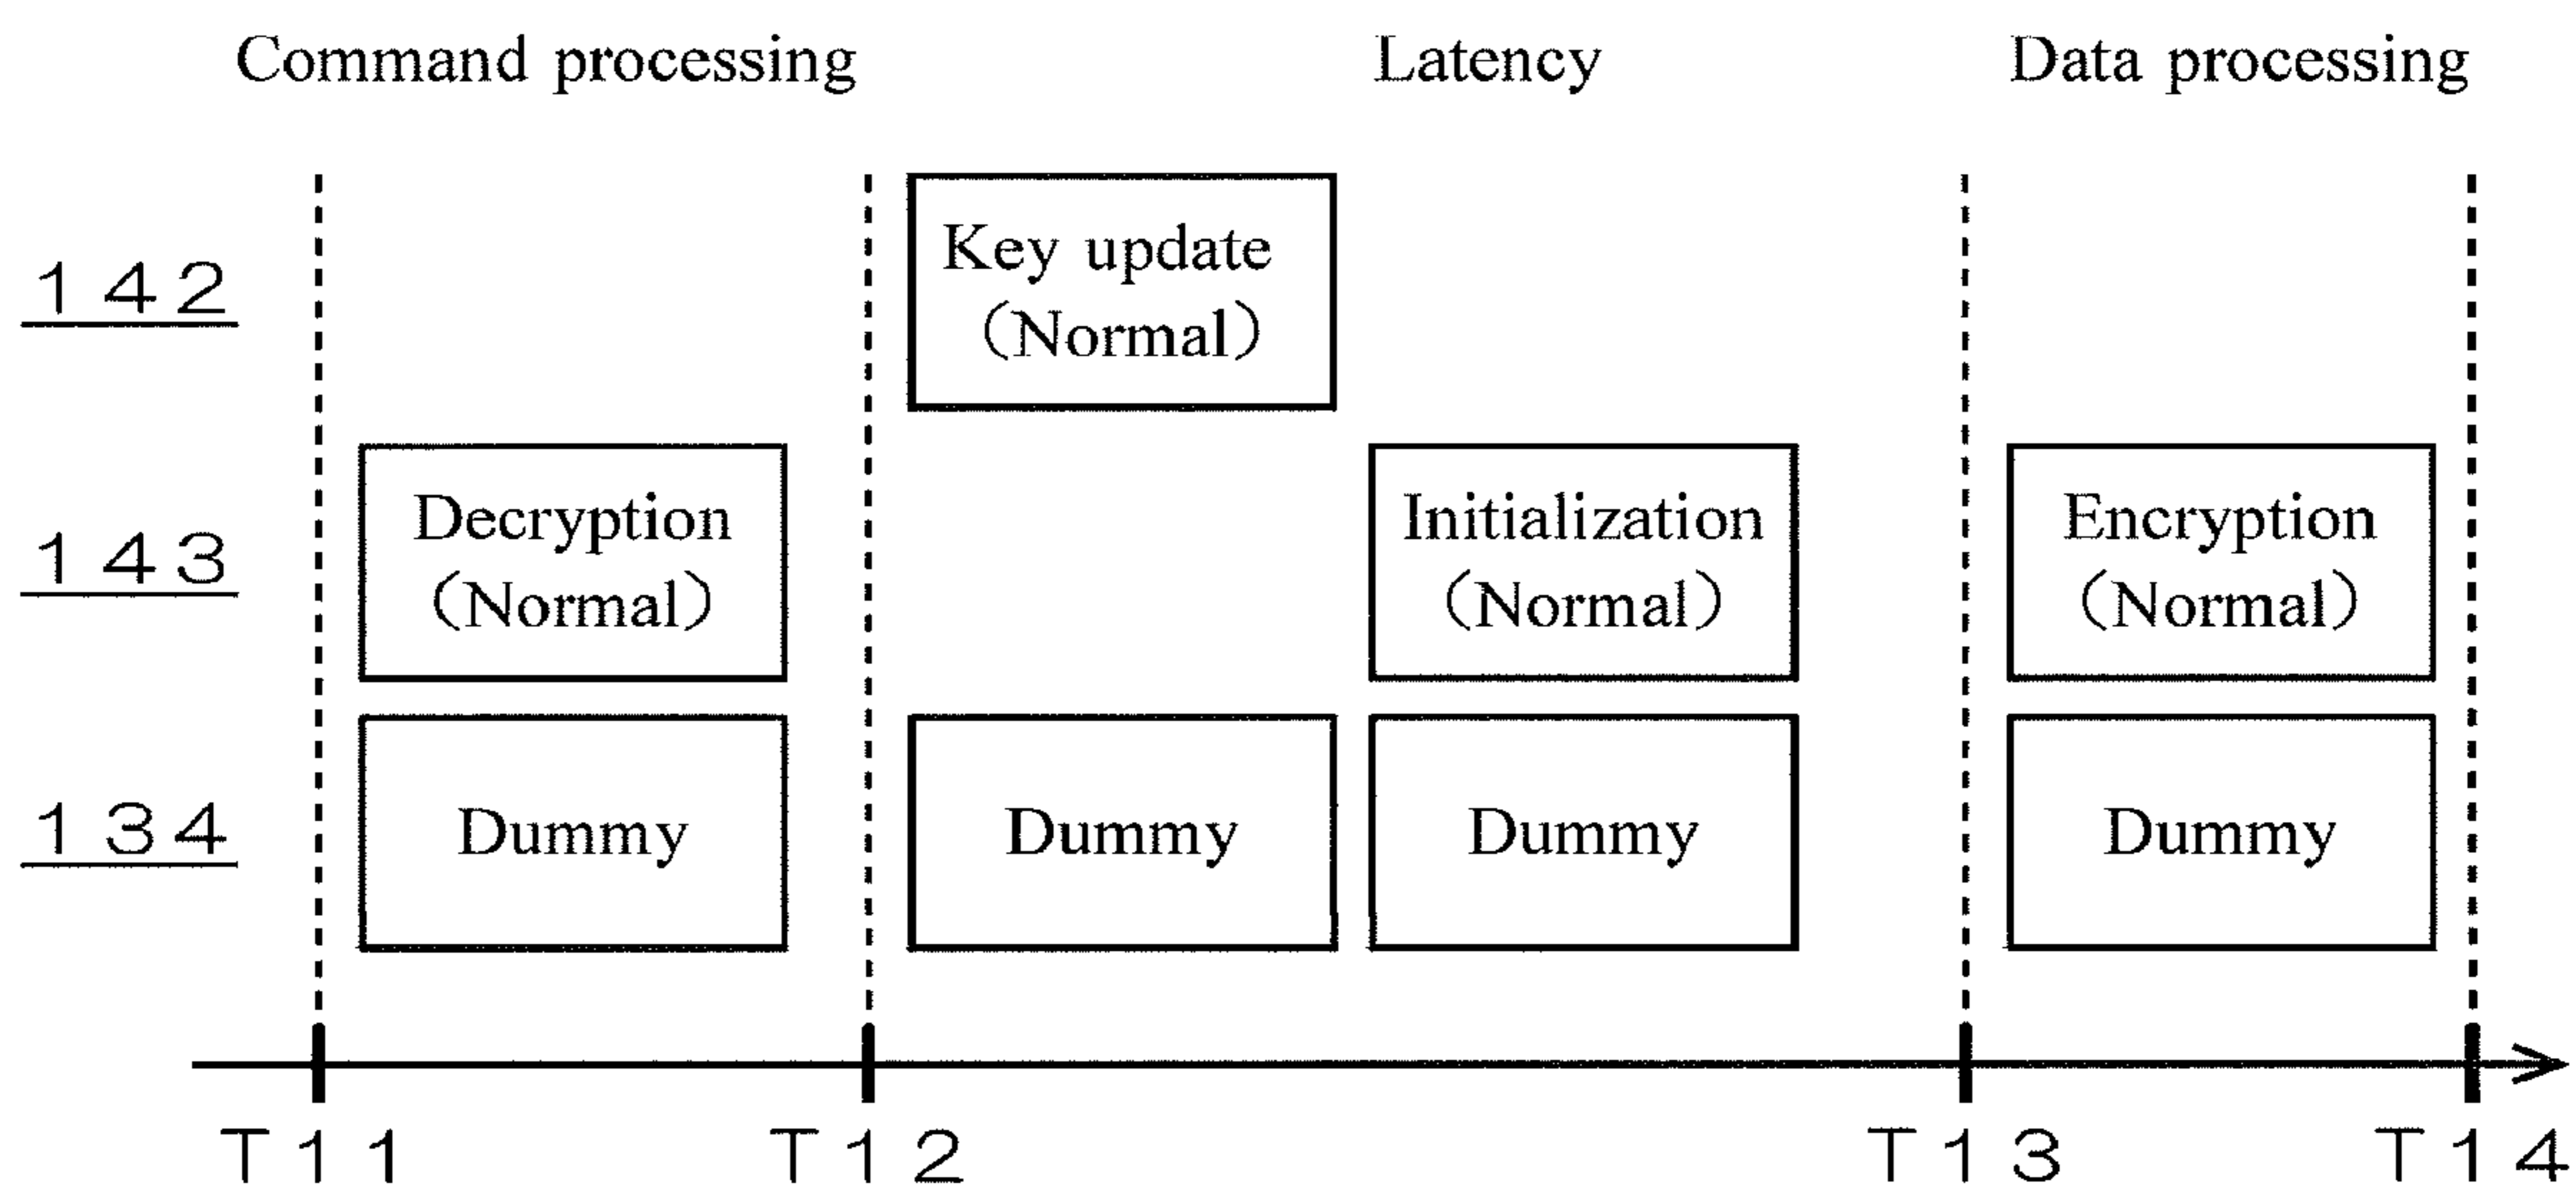 Command processing Latency Data processing
142
Key update
(Normal)
143
Decryption
(Normal)
Initialization
(Normal)
Encryption
(Normal)
134
Dummy Dummy Dummy Dummy
T11 T12 T13 T14